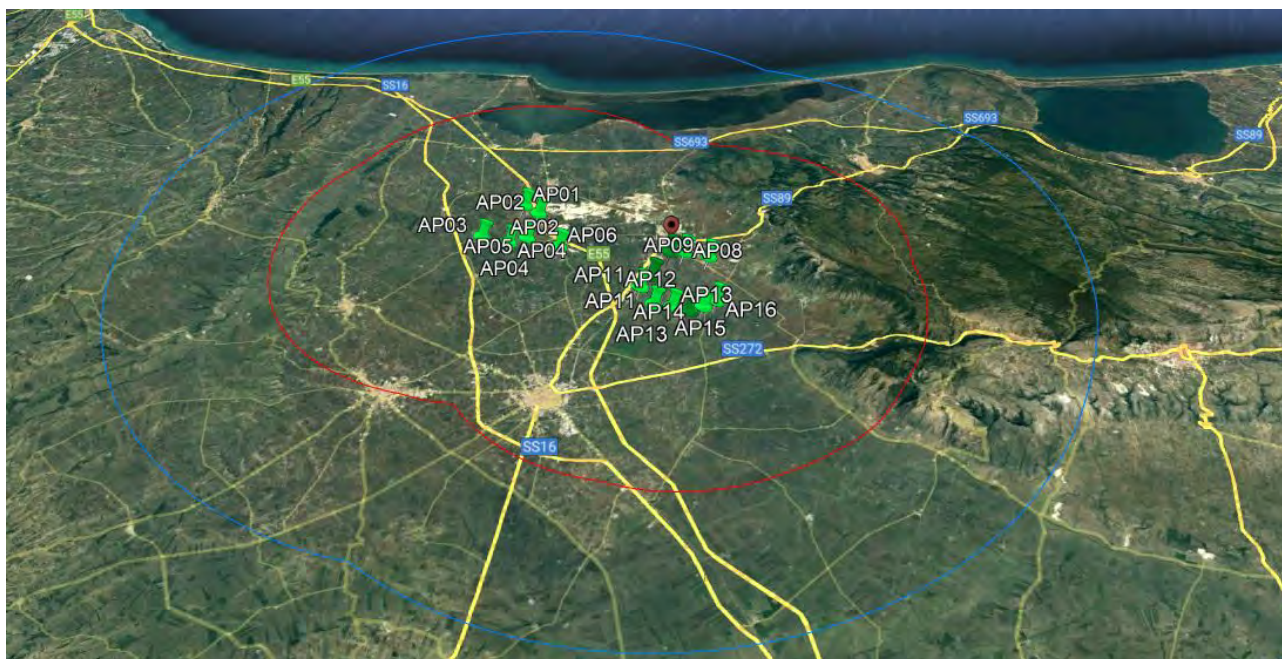 E55
E55
SS16
SS693
SS693
SS89
SS89
AP02
AP01
AP03
AP02
AP06
AP05
AP04
AP04
E55
AP09
AP08
AP11
AP12
AP11
AP13
AP14
AP16
AP13
AP15
SS272
SS16